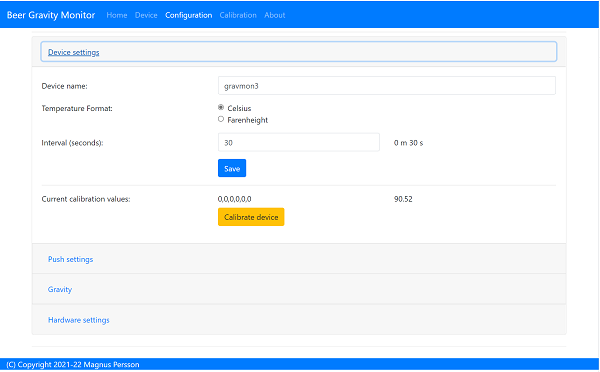 Beer Gravity Monitor Home Device Configuration Calibration About
Device settings
Device name: gravmon3
Temperature Format: Celsius
Farenheight
Interval (seconds): 30 0 m 30 s
Save
Current calibration values: 0,0,0,0,0,0 90.52
Calibrate device
Push settings
Gravity
Hardware settings
(C) Copyright 2021-22 Magnus Persson